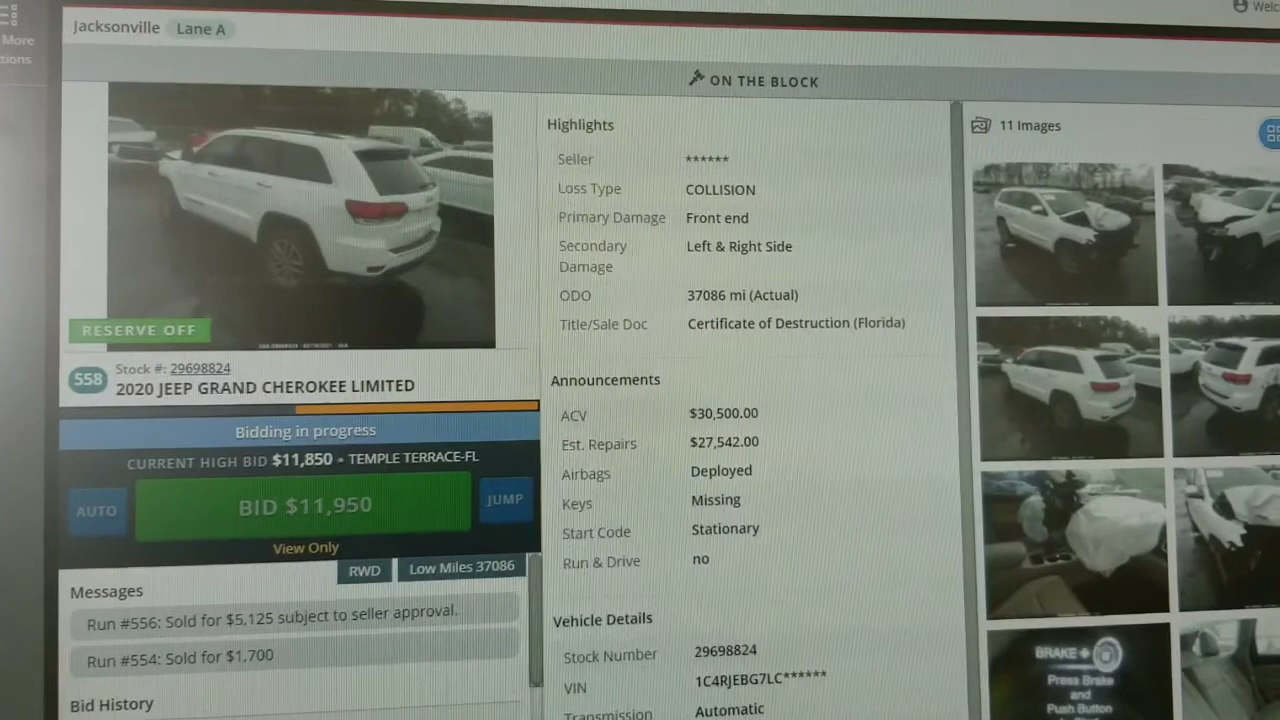 More
tions
Jacksonville Lane A
ON THE BLOCK
RESERVE OFF
558
Stock #: 29698824
2020 JEEP GRAND CHEROKEE LIMITED
Bidding in progress
CURRENT HIGH BID $11,850 - TEMPLE TERRACE-FL
AUTO
BID $11,950
JUMP
View Only
RWD
Low Miles 37086
Messages
Run #556: Sold for $5,125 subject to seller approval.
Run #554: Sold for $1,700
Bid History
Highlights
Seller ******
Loss Type COLLISION
Primary Damage Front end
Secondary Damage Left & Right Side
ODO 37086 mi (Actual)
Title/Sale Doc Certificate of Destruction (Florida)
Announcements
ACV $30,500.00
Est. Repairs $27,542.00
Airbags Deployed
Keys Missing
Start Code Stationary
Run & Drive no
Vehicle Details
Stock Number 29698824
VIN 1C4RJEBG7LC******
Transmission Automatic
11 Images
BRAKE +
Press Brake
and
Push Button
Welc